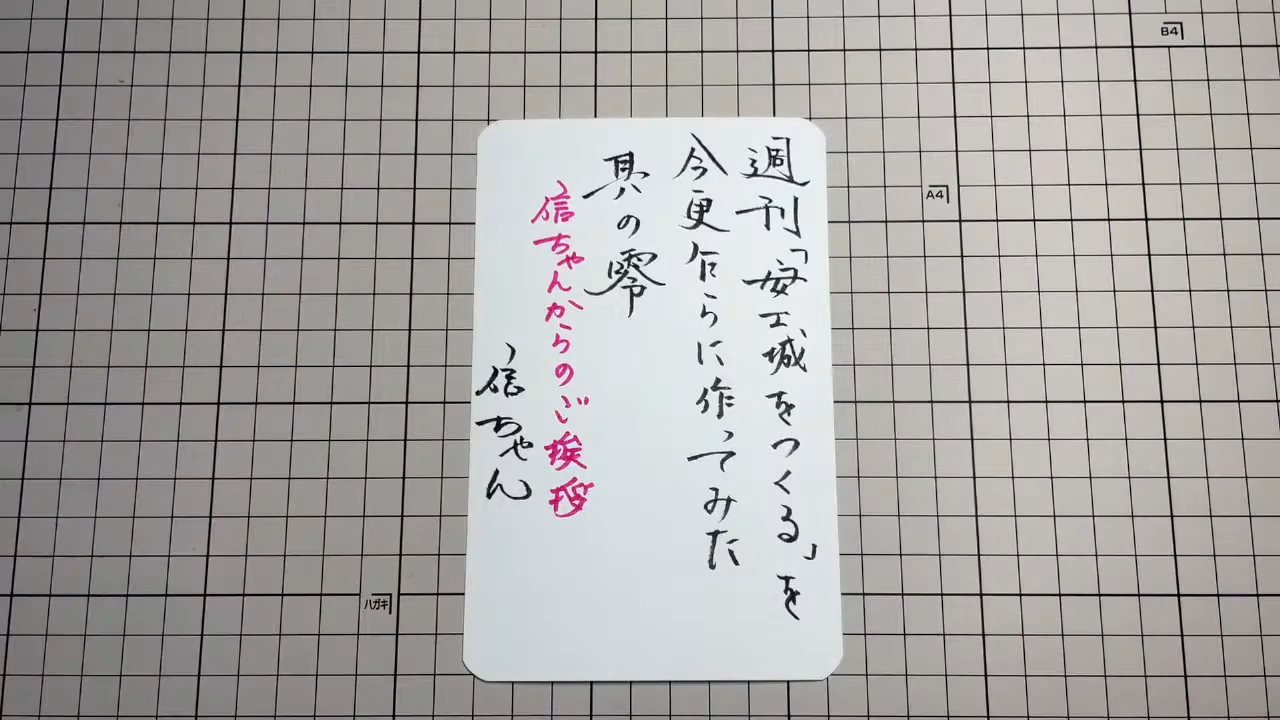 週刊「安土城をつくる」を
今更乍らに作ってみた
其の零
信ちゃんからのご挨拶
信ちゃん
B4
A4
ハガキ